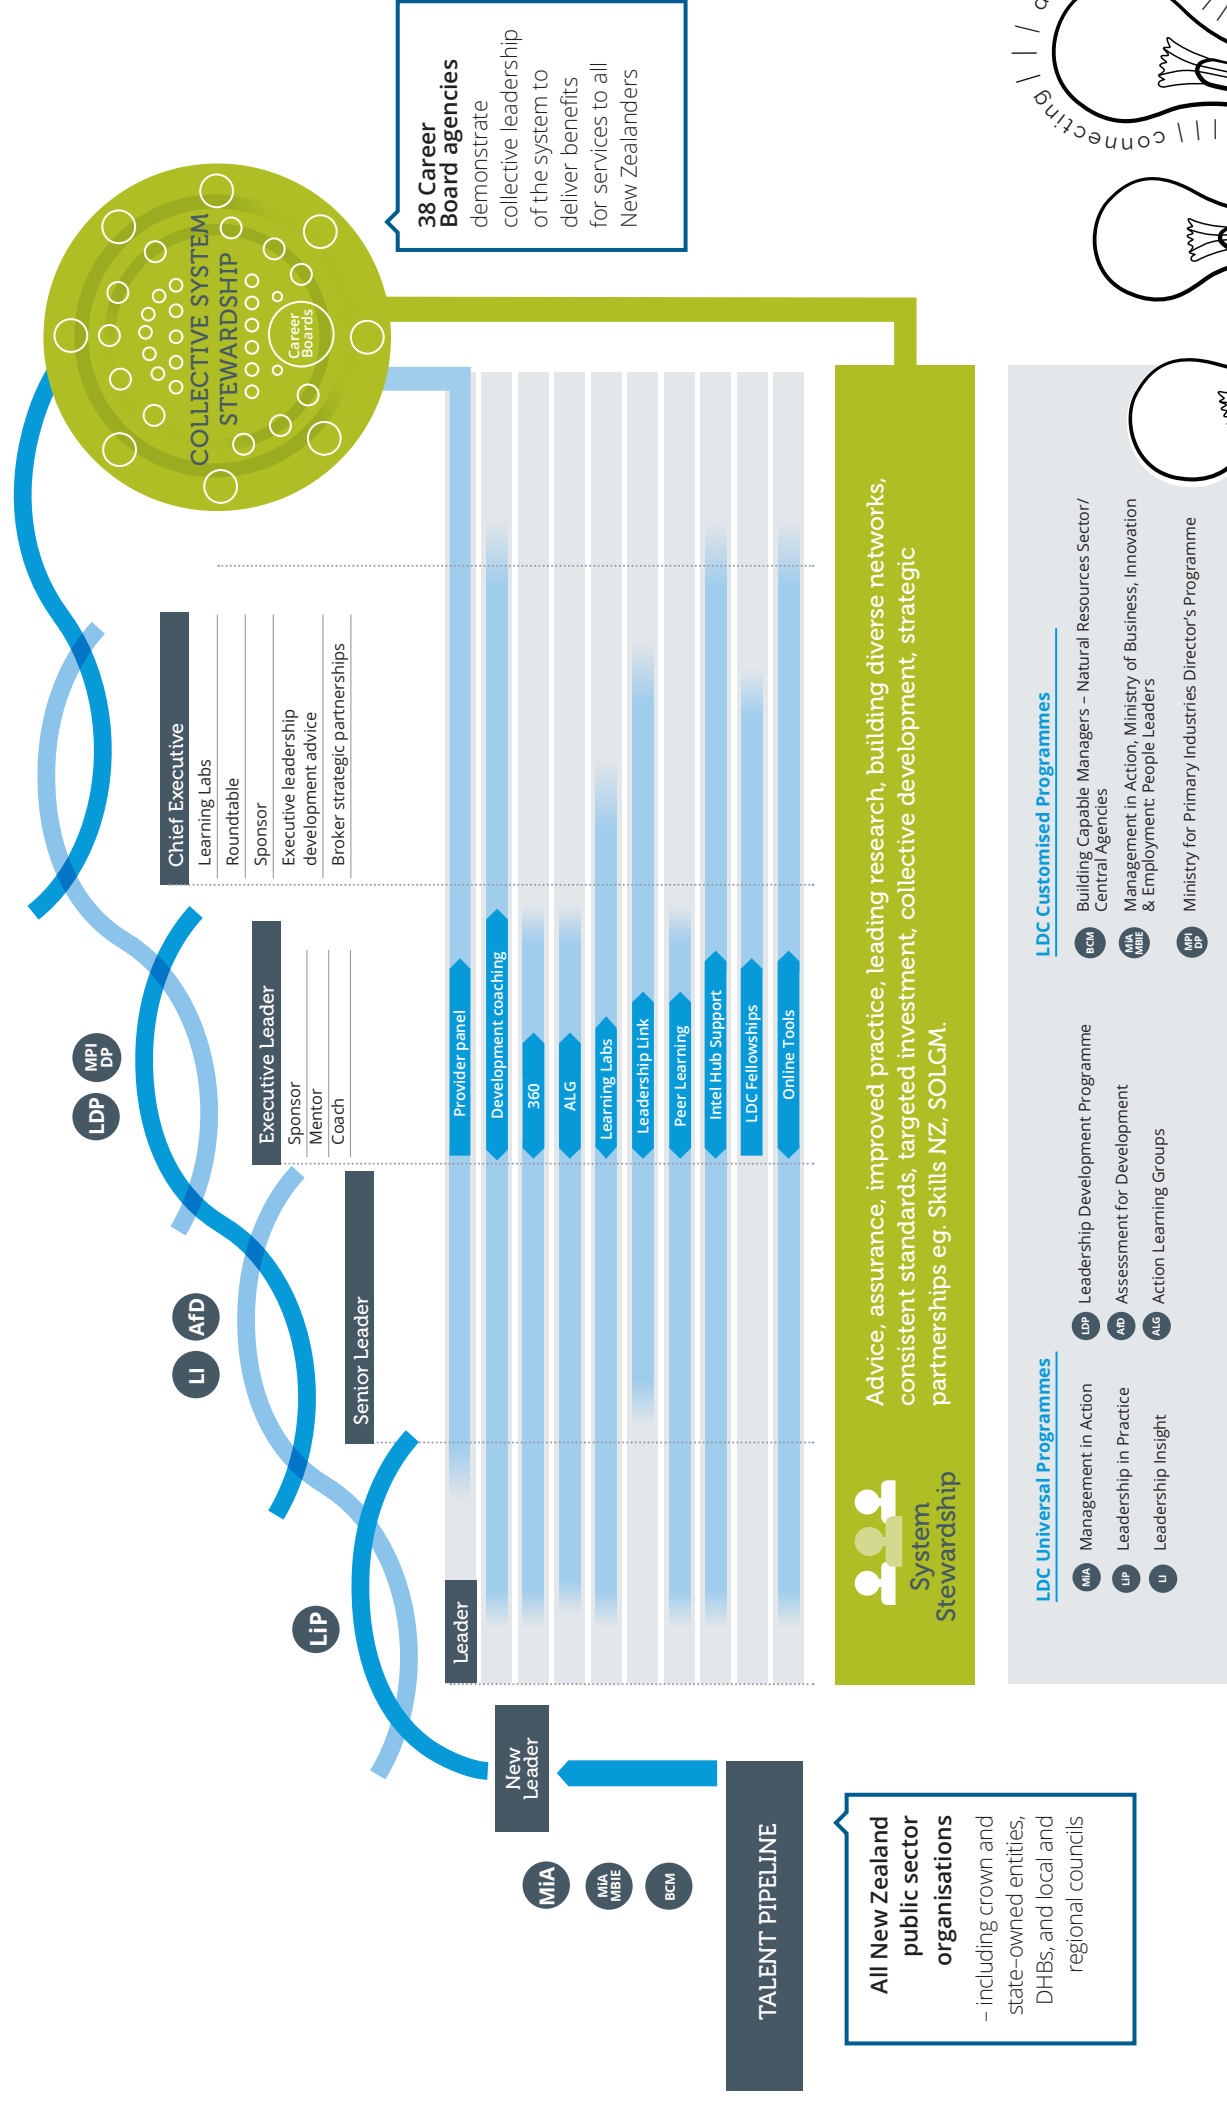 COLLECTIVE SYSTEM
STEWARDSHIP
Career
Boards
38 Career
Board agencies
demonstrate
collective leadership
of the system to
deliver benefits
for services to all
New Zealanders
LDP
MPI
DP
LI
AfD
LiP
MiA
MiA
MBIE
BCM
Chief Executive
Learning Labs
Roundtable
Sponsor
Executive leadership
development advice
Broker strategic partnerships
Executive Leader
Sponsor
Mentor
Coach
Senior Leader
Leader
New
Leader
TALENT PIPELINE
Provider panel
Development coaching
360
ALG
Learning Labs
Leadership Link
Peer Learning
Intel Hub Support
LDC Fellowships
Online Tools
All New Zealand
public sector
organisations
– including crown and
state–owned entities,
DHBs, and local and
regional councils
System
Stewardship
Advice, assurance, improved practice, leading research, building diverse networks,
consistent standards, targeted investment, collective development, strategic
partnerships eg. Skills NZ, SOLGM.
LDC Universal Programmes
MiA Management in Action
LiP Leadership in Practice
LI Leadership Insight
LDP Leadership Development Programme
AfD Assessment for Development
ALG Action Learning Groups
LDC Customised Programmes
BCM Building Capable Managers – Natural Resources Sector/
Central Agencies
MiA
MBIE Management in Action, Ministry of Business, Innovation
& Employment: People Leaders
MPI
DP Ministry for Primary Industries Director's Programme
connecting